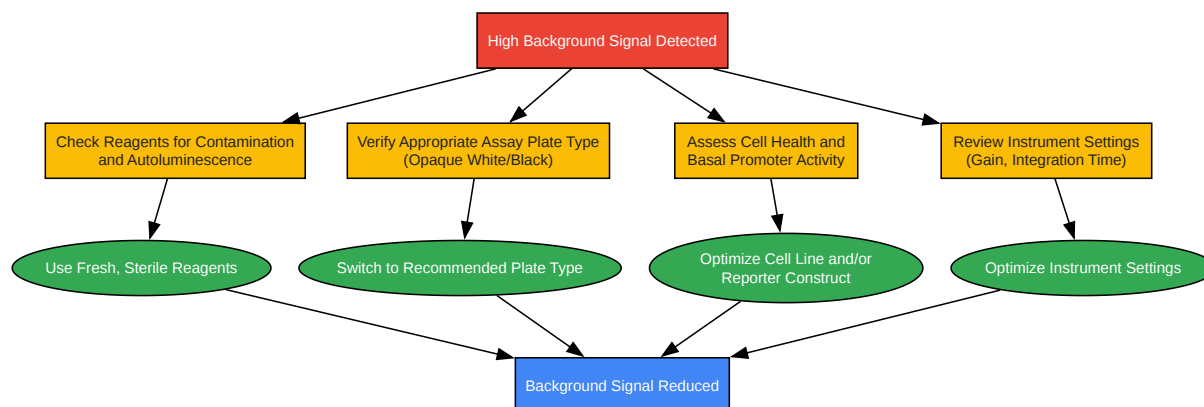 High Background Signal Detected
Check Reagents for Contamination
and Autoluminescence
Verify Appropriate Assay Plate Type
(Opaque White/Black)
Assess Cell Health and
Basal Promoter Activity
Review Instrument Settings
(Gain, Integration Time)
Use Fresh, Sterile Reagents
Switch to Recommended Plate Type
Optimize Cell Line and/or
Reporter Construct
Optimize Instrument Settings
Background Signal Reduced